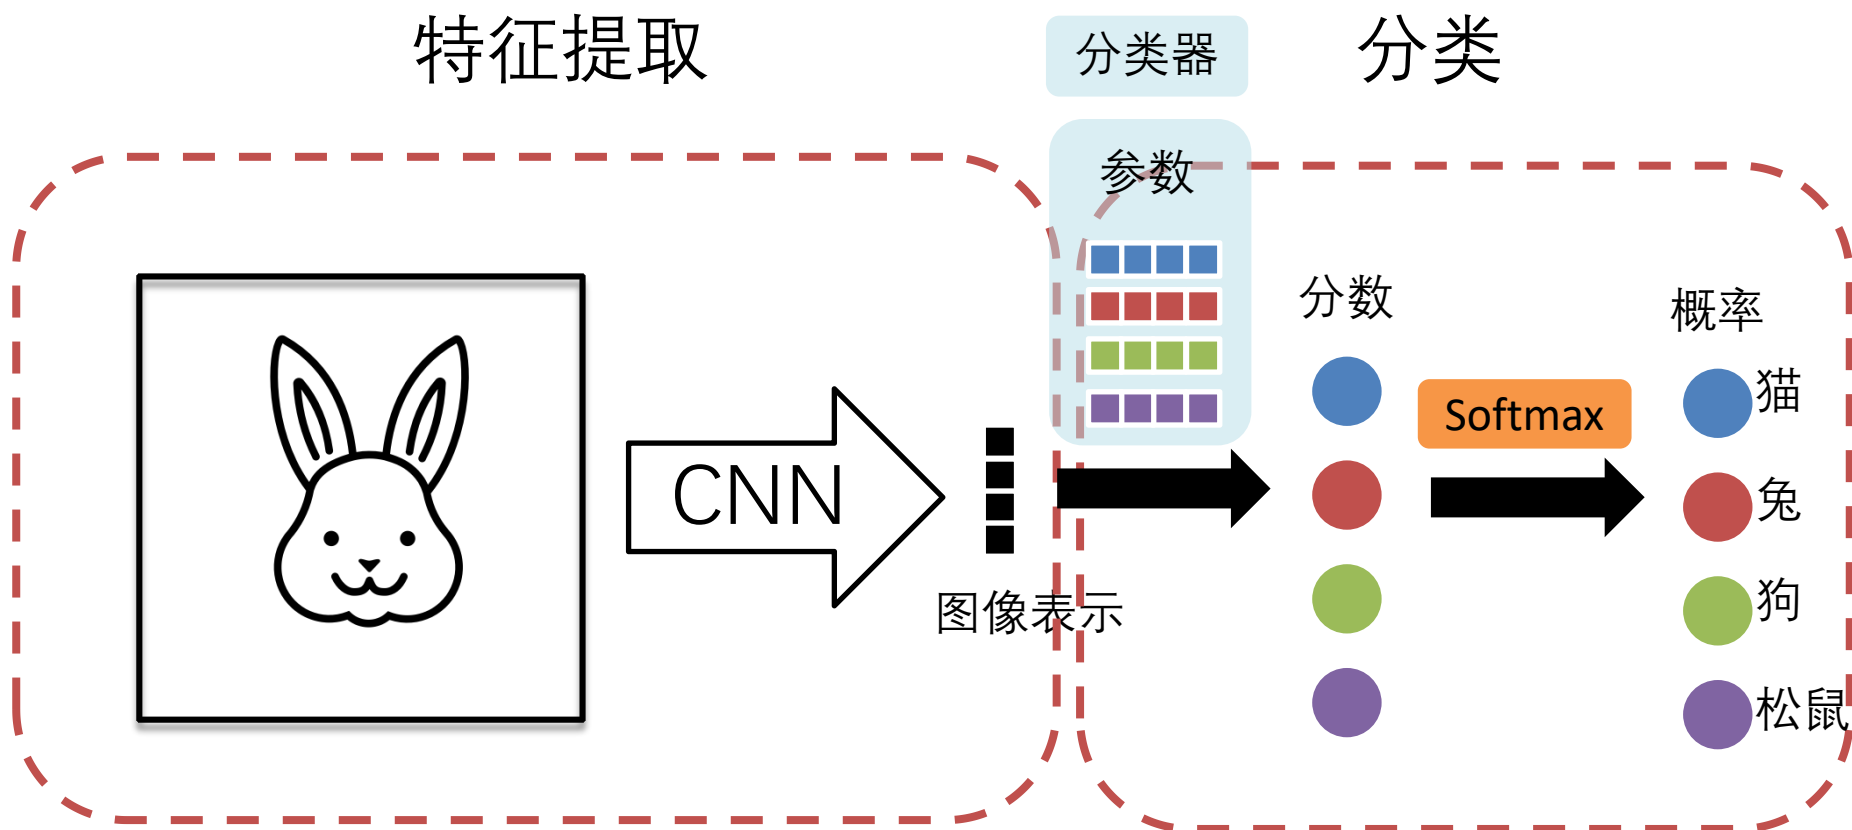 特征提取
分类器
分类
参数
分数
概率
猫
Softmax
CNN
兔
图像表示
狗
松鼠